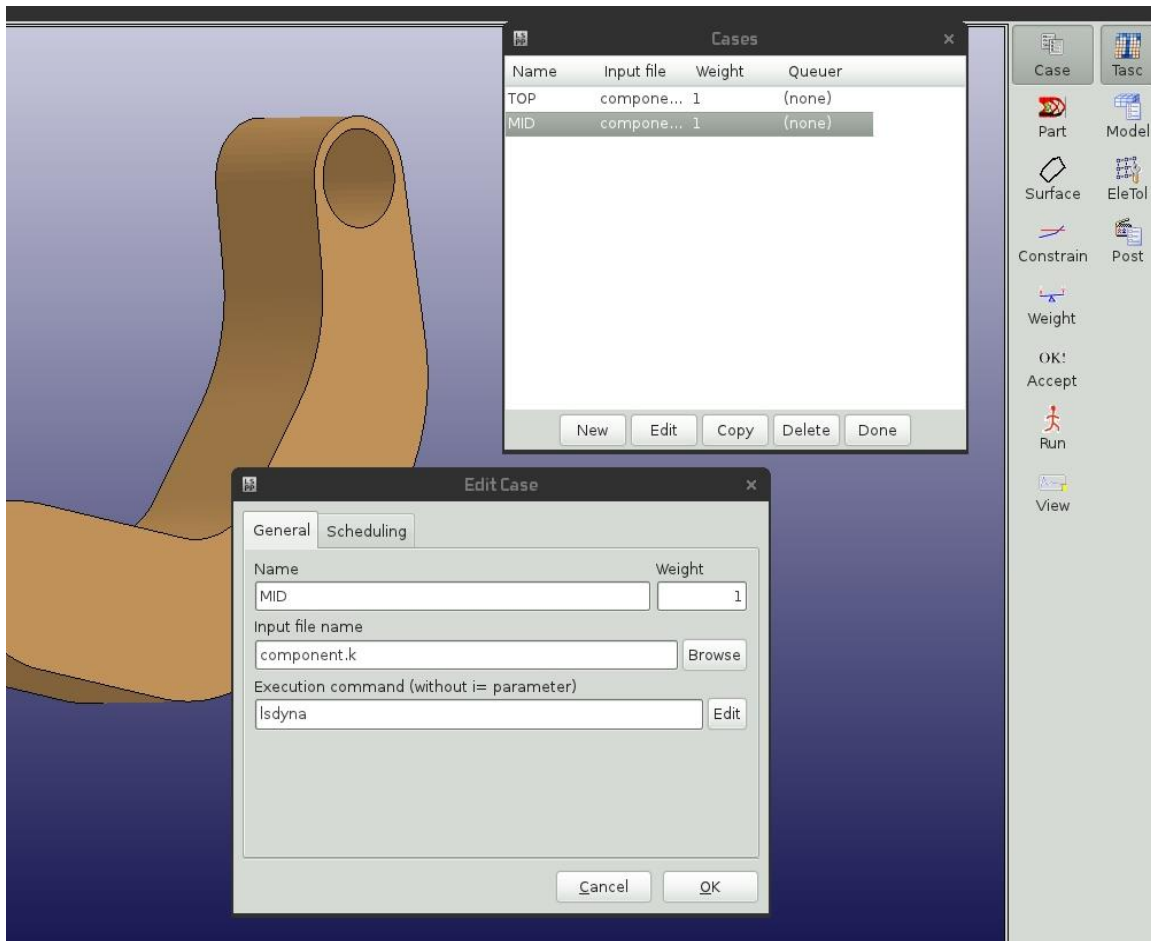 Cases
Name Input file Weight Queuer
TOP compone... 1 (none)
MID compone... 1 (none)
New Edit Copy Delete Done
Edit Case
General Scheduling
Name Weight
MID 1
Input file name
component.k Browse
Execution command (without i= parameter)
lsdyna Edit
Cancel OK
Case Tasc
Part Model
Surface EleTol
Constrain Post
Weight
OK!
Accept
Run
View